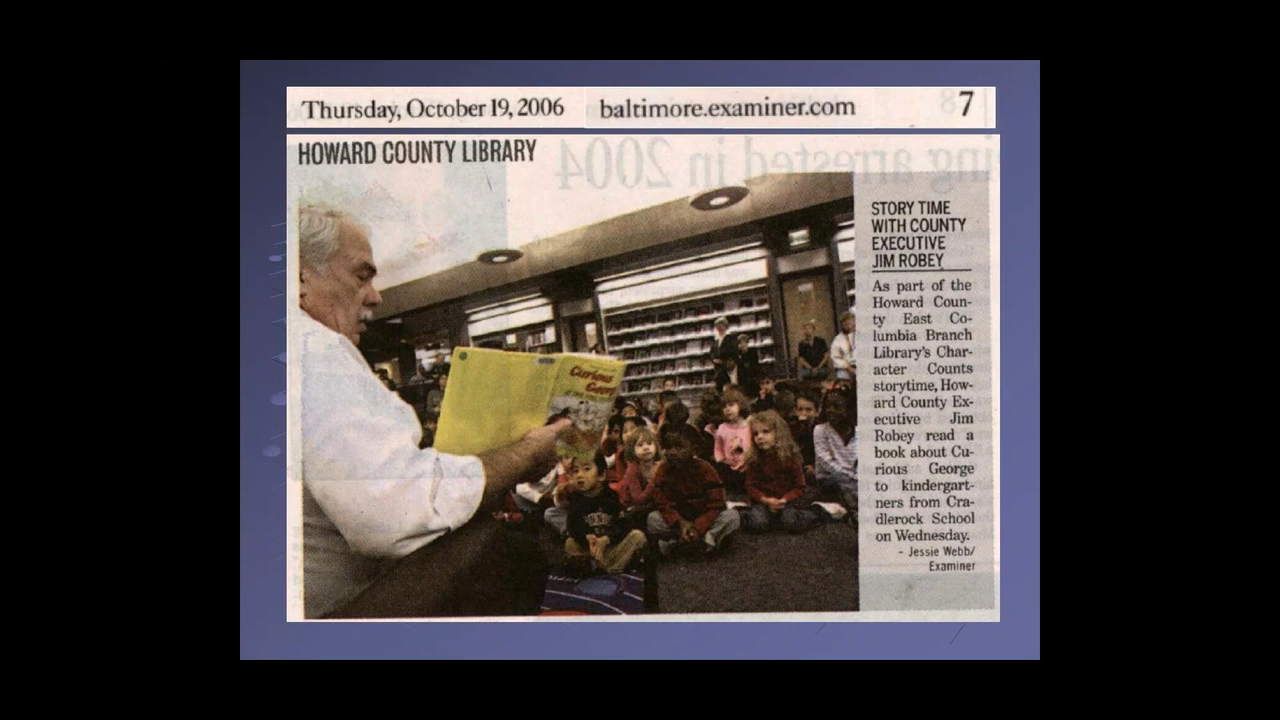 Thursday, October 19, 2006 baltimore.examiner.com 7
HOWARD COUNTY LIBRARY
ing arrested in 2004
STORY TIME
WITH COUNTY
EXECUTIVE
JIM ROBEY
As part of the
Howard Coun-
ty East Co-
lumbia Branch
Library's Char-
acter Counts
storytime, How-
ard County Ex-
ecutive Jim
Robey read a
book about Cu-
rious George
to kindergart-
ners from Cra-
dlerock School
on Wednesday.
- Jessie Webb/
Examiner
Curious